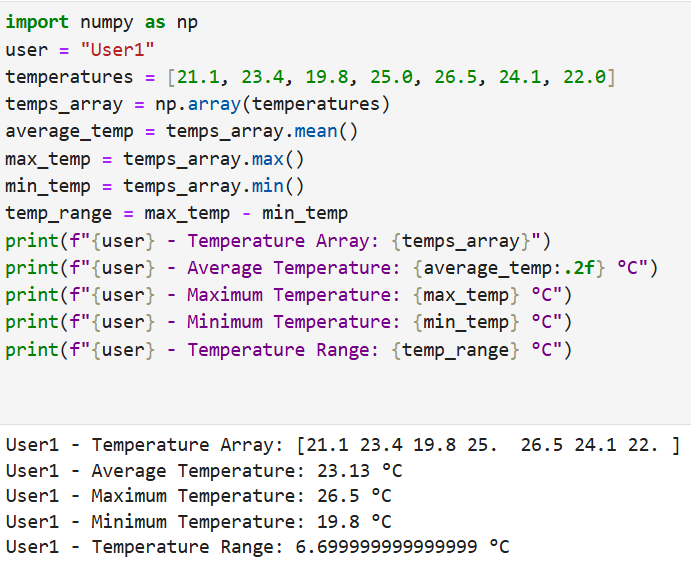 import numpy as np
user = "User1"
temperatures = [21.1, 23.4, 19.8, 25.0, 26.5, 24.1, 22.0]
temps_array = np.array(temperatures)
average_temp = temps_array.mean()
max_temp = temps_array.max()
min_temp = temps_array.min()
temp_range = max_temp - min_temp
print(f"{user} - Temperature Array: {temps_array}")
print(f"{user} - Average Temperature: {average_temp:.2f} °C")
print(f"{user} - Maximum Temperature: {max_temp} °C")
print(f"{user} - Minimum Temperature: {min_temp} °C")
print(f"{user} - Temperature Range: {temp_range} °C")
User1 - Temperature Array: [21.1 23.4 19.8 25.  26.5 24.1 22. ]
User1 - Average Temperature: 23.13 °C
User1 - Maximum Temperature: 26.5 °C
User1 - Minimum Temperature: 19.8 °C
User1 - Temperature Range: 6.699999999999999 °C